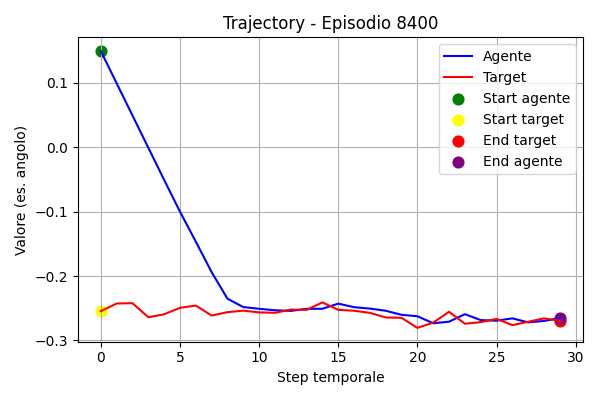 Trajectory - Episodio 8400
Valore (es. angolo)
0.1
0.0
−0.1
−0.2
−0.3
Agente
Target
Start agente
Start target
End target
End agente
0 5 10 15 20 25 30
Step temporale